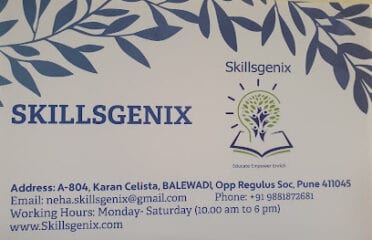 Skillsgenix
SKILLSGENIX
Educate Empower Enrich
Address: A-804, Karan Celista, BALEWADI, Opp Regulus Soc, Pune 411045
Email: neha.skillsgenix@gmail.com Phone: +91 9881872681
Working Hours: Monday- Saturday (10.00 am to 6 pm)
www.Skillsgenix.com